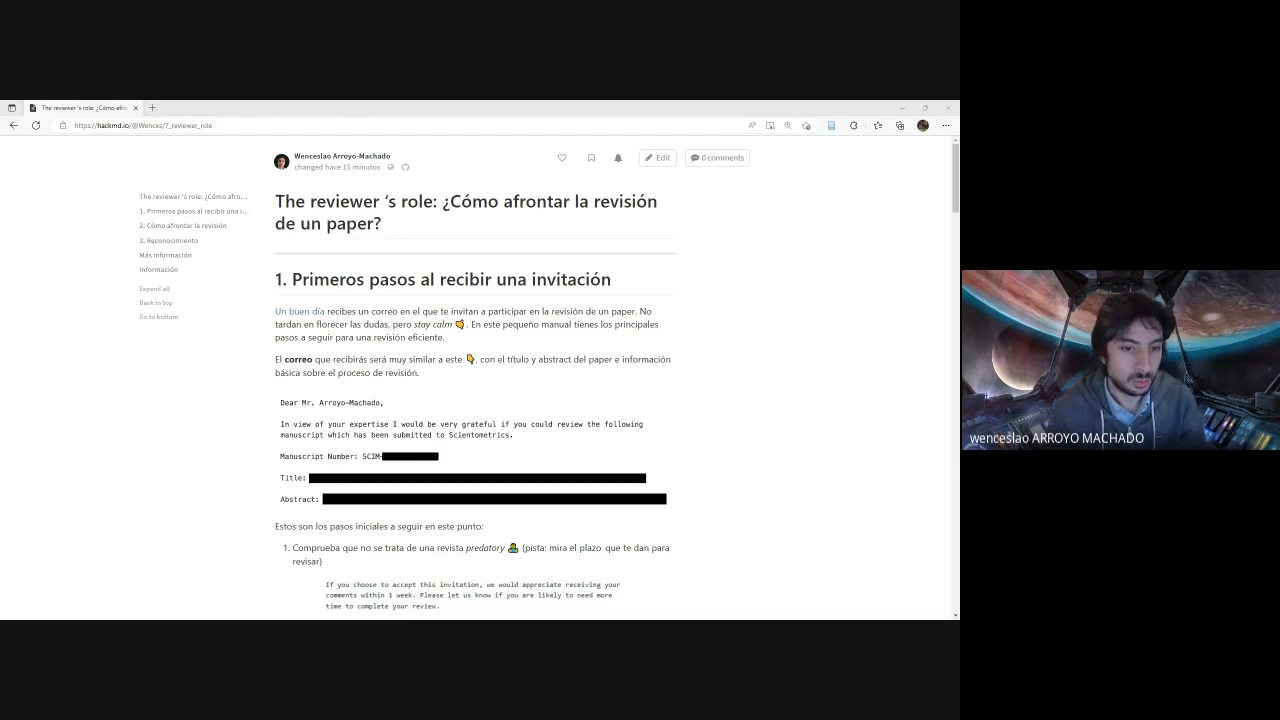 The reviewer 's role: ¿Cómo afron
https://hackmd.io/@Wences/7_reviewer_role
Wenceslao Arroyo-Machado
changed hace 15 minutos
Edit
0 comments
The reviewer 's role: ¿Cómo afro...
1. Primeros pasos al recibir una i...
2. Cómo afrontar la revisión
3. Reconocimiento
Más información
Información
Expand all
Back to top
Go to bottom
The reviewer 's role: ¿Cómo afrontar la revisión
de un paper?
1. Primeros pasos al recibir una invitación
Un buen día recibes un correo en el que te invitan a participar en la revisión de un paper. No
tardan en florecer las dudas, pero stay calm 🤙. En este pequeño manual tienes los principales
pasos a seguir para una revisión eficiente.
El correo que recibirás será muy similar a este 👇, con el título y abstract del paper e información
básica sobre el proceso de revisión.
Dear Mr. Arroyo-Machado,
In view of your expertise I would be very grateful if you could review the following
manuscript which has been submitted to Scientometrics.
Manuscript Number: SCIM-
Title:
Abstract:
Estos son los pasos iniciales a seguir en este punto:
1. Comprueba que no se trata de una revista predatory (pista: mira el plazo que te dan para
revisar)
If you choose to accept this invitation, we would appreciate receiving your
comments within 1 week. Please let us know if you are likely to need more
time to complete your review.
wenceslao ARROYO MACHADO